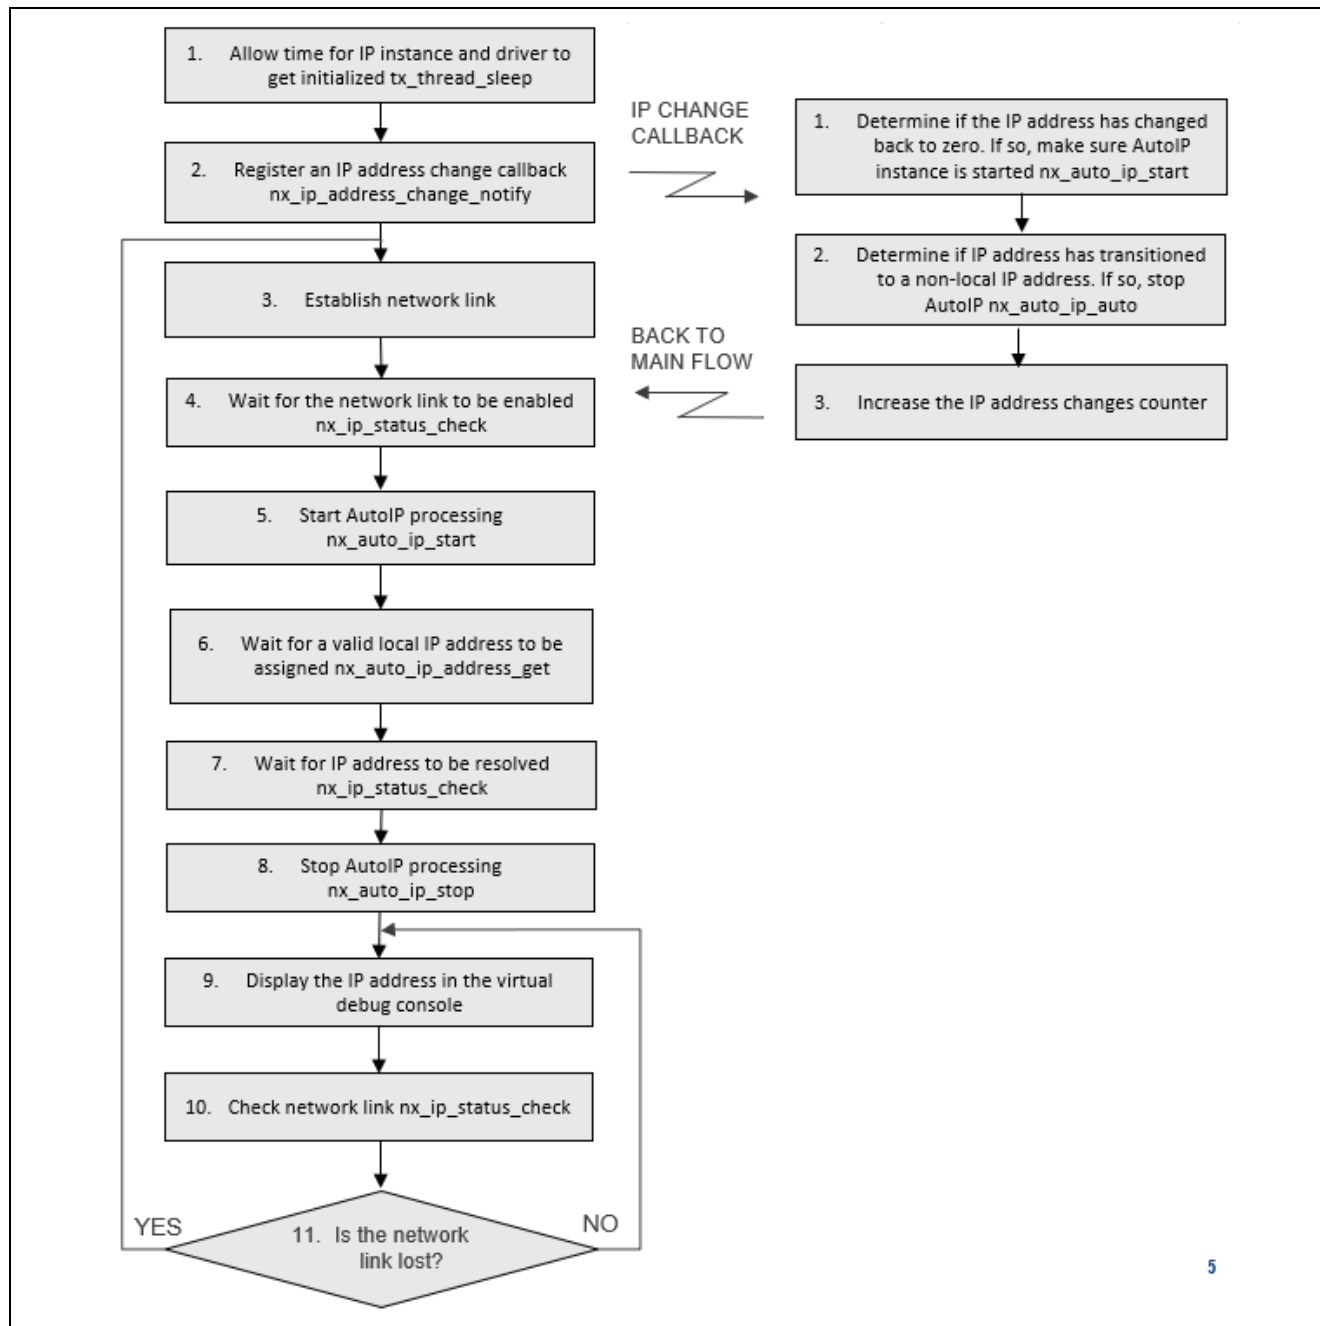 1. Allow time for IP instance and driver to
get initialized tx_thread_sleep
2. Register an IP address change callback
nx_ip_address_change_notify
3. Establish network link
4. Wait for the network link to be enabled
nx_ip_status_check
5. Start AutoIP processing
nx_auto_ip_start
6. Wait for a valid local IP address to be
assigned nx_auto_ip_address_get
7. Wait for IP address to be resolved
nx_ip_status_check
8. Stop AutoIP processing
nx_auto_ip_stop
9. Display the IP address in the virtual
debug console
10. Check network link nx_ip_status_check
11. Is the network
link lost?
YES
NO
IP CHANGE
CALLBACK
1. Determine if the IP address has changed
back to zero. If so, make sure AutoIP
instance is started nx_auto_ip_start
2. Determine if IP address has transitioned
to a non-local IP address. If so, stop
AutoIP nx_auto_ip_auto
3. Increase the IP address changes counter
BACK TO
MAIN FLOW
5